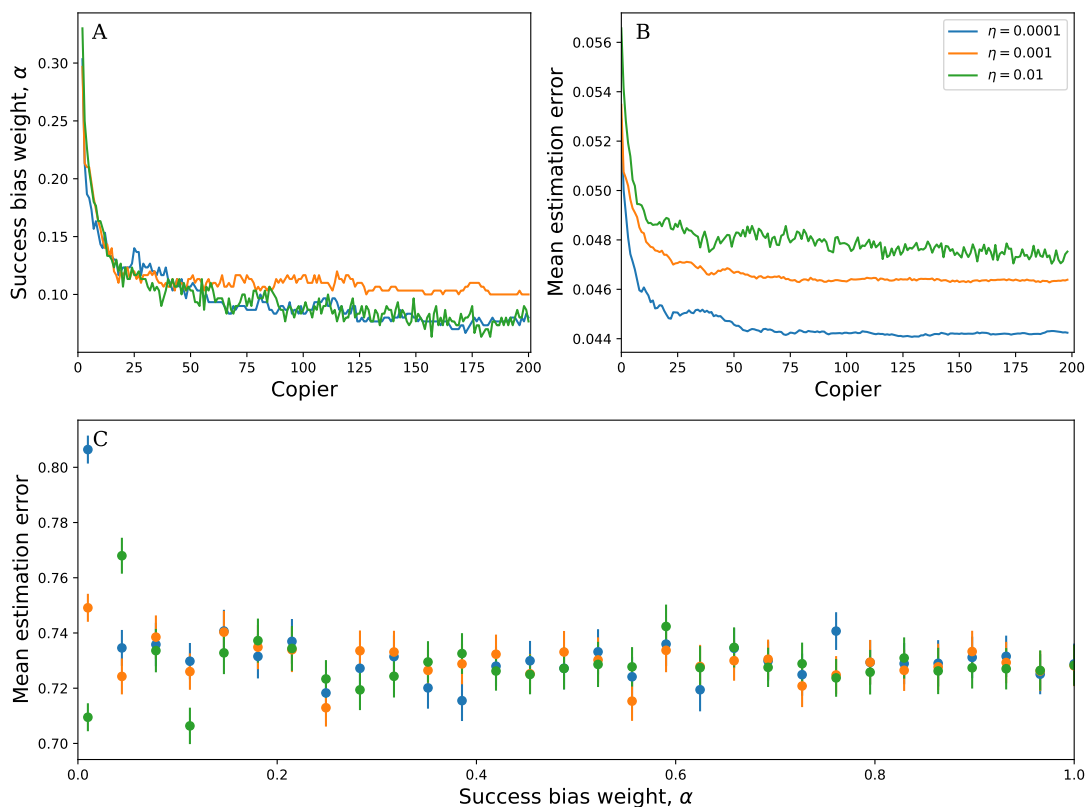 A
Success bias weight, α
0.30
0.25
0.20
0.15
0.10
0 25 50 75 100 125 150 175 200
Copier
B
η = 0.0001
η = 0.001
η = 0.01
Mean estimation error
0.056
0.054
0.052
0.050
0.048
0.046
0.044
0 25 50 75 100 125 150 175 200
Copier
C
Mean estimation error
0.80
0.78
0.76
0.74
0.72
0.70
0.0 0.2 0.4 0.6 0.8 1.0
Success bias weight, α